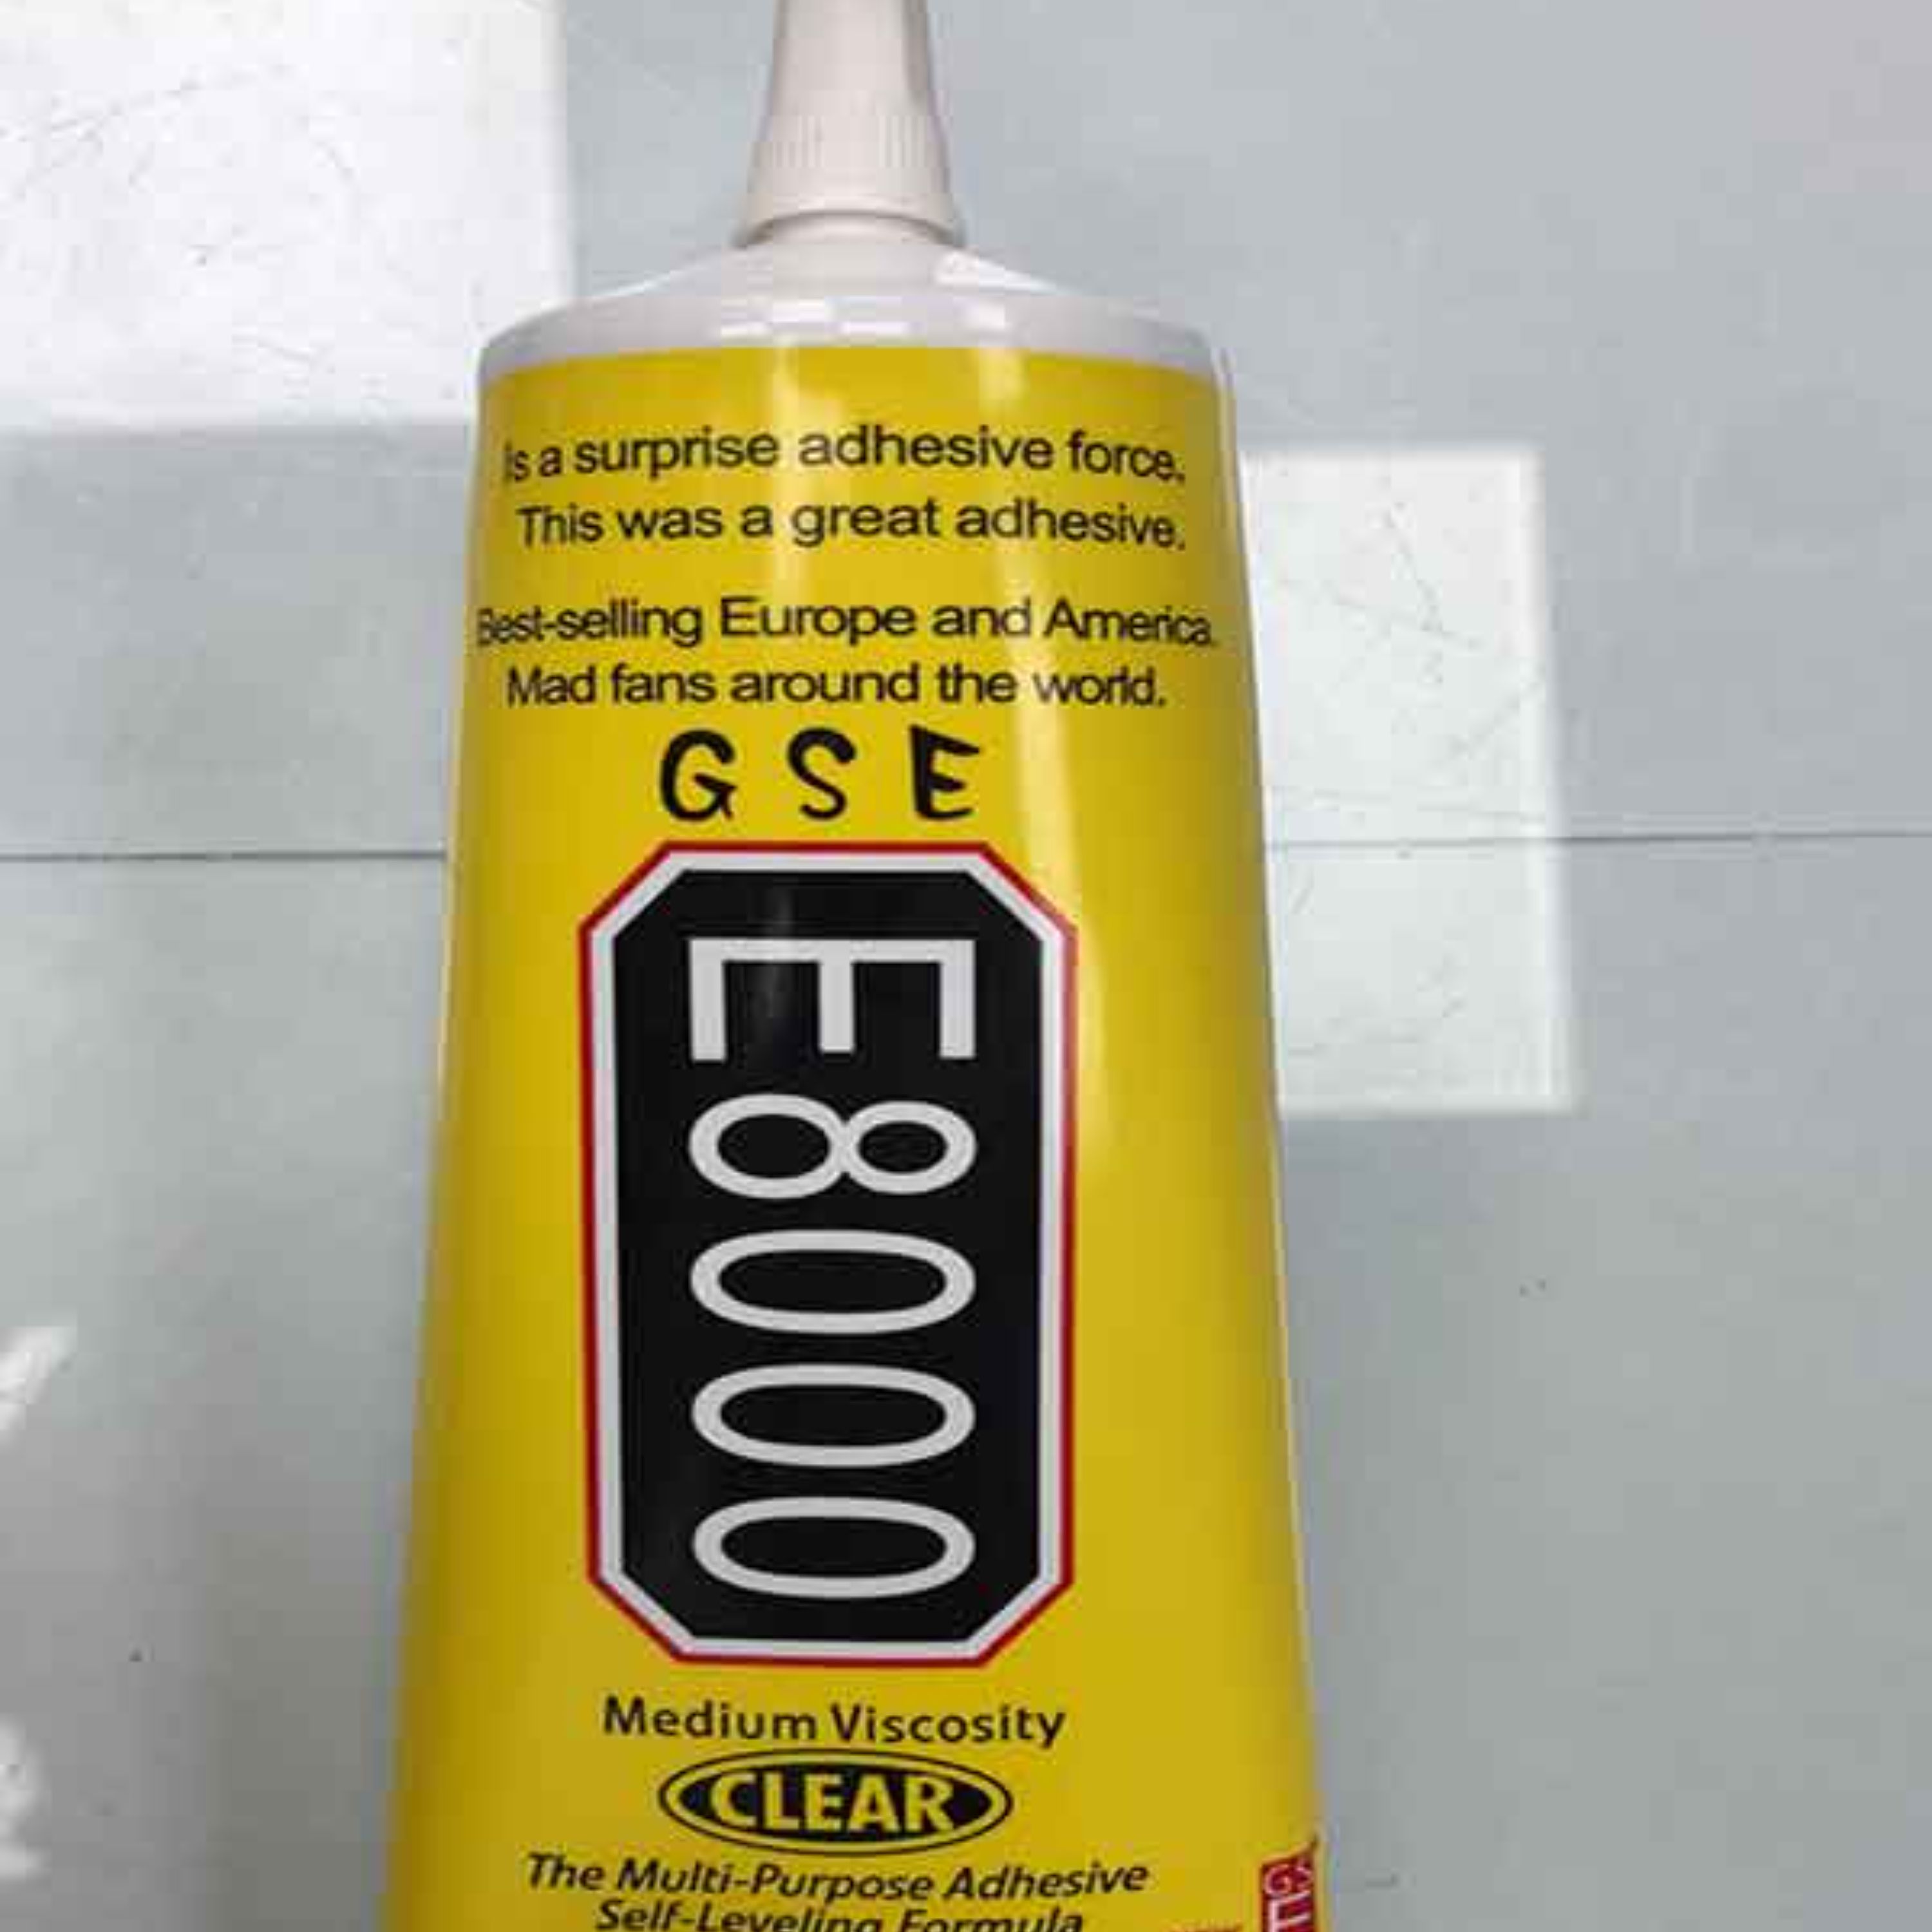 is a surprise adhesive force.
This was a great adhesive.
Best-selling Europe and America.
Mad fans around the world.
GSE
E8000
Medium Viscosity
CLEAR
The Multi-Purpose Adhesive
Self-Leveling Formula